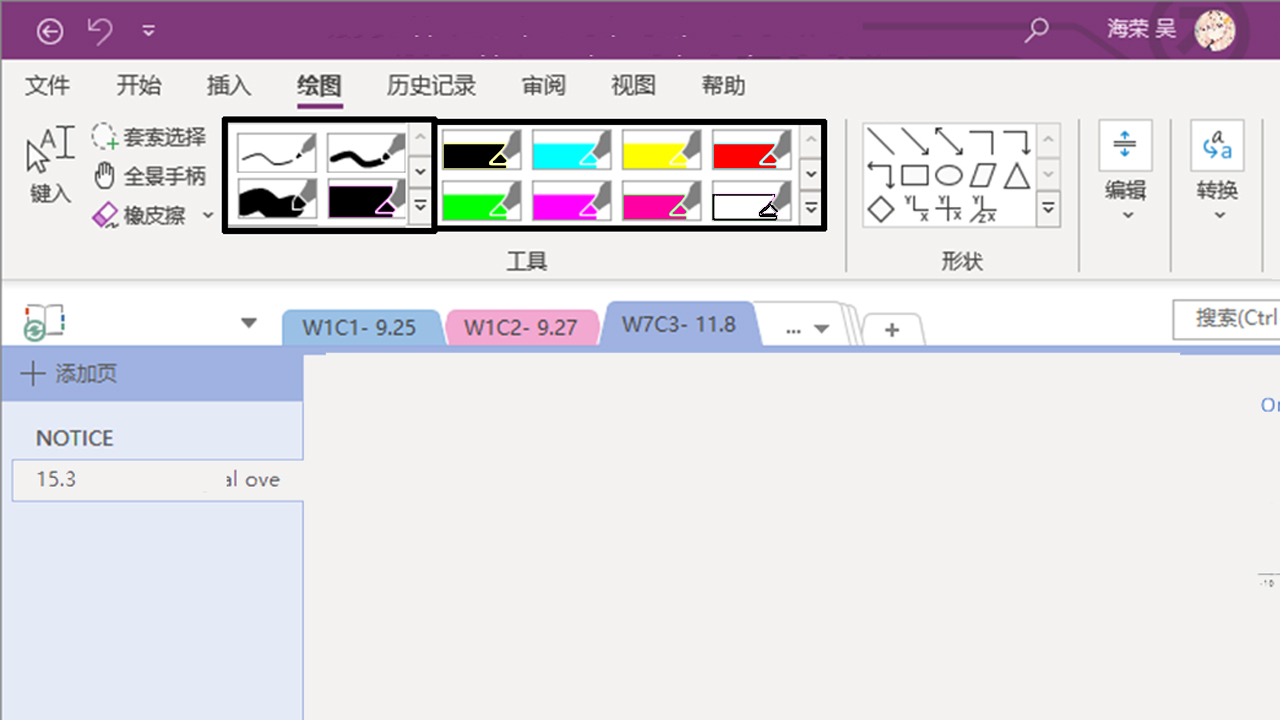 海荣 吴
文件 开始 插入 绘图 历史记录 审阅 视图 帮助
键入
套索选择
全景手柄
橡皮擦
工具
形状
编辑
转换
W1C1- 9.25 W1C2- 9.27 W7C3- 11.8 ... +
搜索(Ctrl
添加页
NOTICE
15.3 al ove
-10